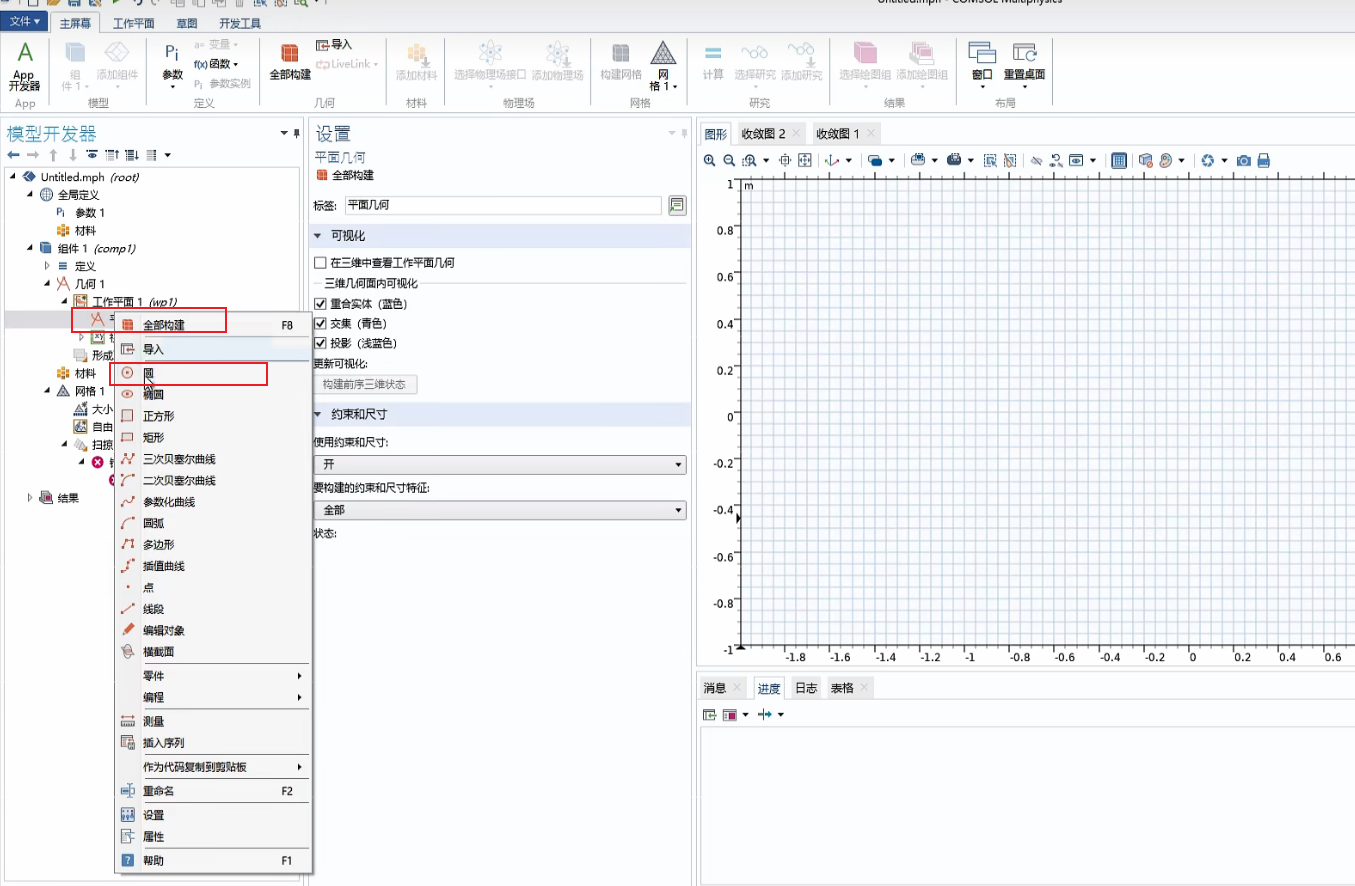 Untitled.mph - COMSOL Multiphysics
文件
主屏幕
工作平面
草图
开发工具
App
开发器
App
组
件 1
添加组件
模型
Pi
参数
a= 变量
f(x) 函数
Pi 参数实例
定义
全部构建
导入
LiveLink
几何
添加材料
材料
选择物理场接口
添加物理场
物理场
构建网格
网
格 1
网格
计算
选择研究
添加研究
研究
选择绘图组
添加绘图组
结果
窗口
重置桌面
布局
模型开发器
Untitled.mph (root)
全局定义
Pi 参数 1
材料
组件 1 (comp1)
定义
几何 1
工作平面 1 (wp1)
形成
材料
网格 1
大小
自由
扫掠
结果
全部构建 F8
导入
圆
椭圆
正方形
矩形
三次贝塞尔曲线
二次贝塞尔曲线
参数化曲线
圆弧
多边形
插值曲线
点
线段
编辑对象
横截面
零件
编程
测量
插入序列
作为代码复制到剪贴板
重命名 F2
设置
属性
帮助 F1
设置
平面几何
全部构建
标签: 平面几何
可视化
在三维中查看工作平面几何
三维几何面内可视化
重合实体（蓝色）
交集（青色）
投影（浅蓝色）
更新可视化:
构建前序三维状态
约束和尺寸
使用约束和尺寸:
开
要构建的约束和尺寸特征:
全部
状态:
图形
收敛图 2
收敛图 1
m
1
0.8
0.6
0.4
0.2
0
-0.2
-0.4
-0.6
-0.8
-1
-1.8 -1.6 -1.4 -1.2 -1 -0.8 -0.6 -0.4 -0.2 0 0.2 0.4 0.6
消息
进度
日志
表格